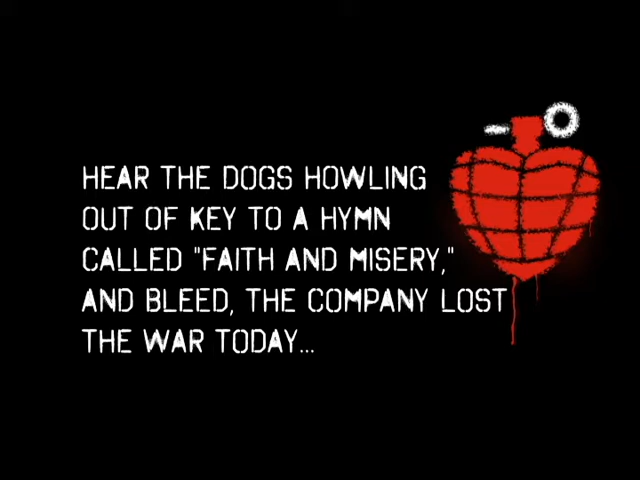 HEAR THE DOGS HOWLING
OUT OF KEY TO A HYMN
CALLED "FAITH AND MISERY,"
AND BLEED, THE COMPANY LOST
THE WAR TODAY...